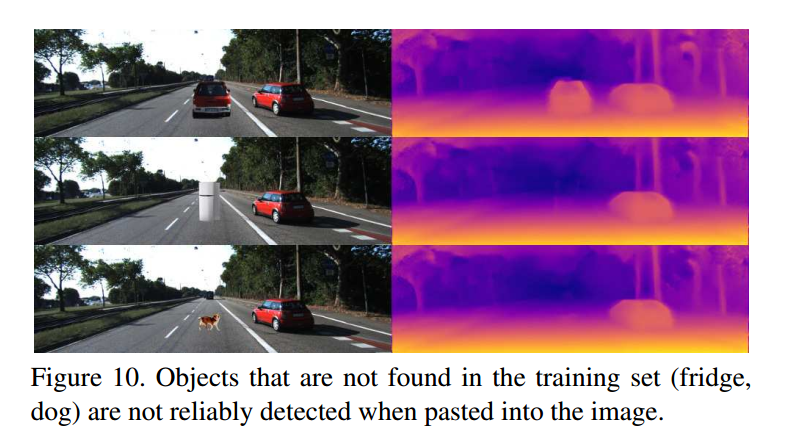 Figure 10. Objects that are not found in the training set (fridge,
dog) are not reliably detected when pasted into the image.